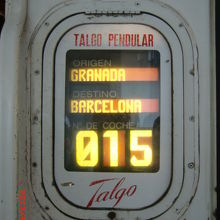 TALGO PENDULAR
ORIGEN
GRANADA
DESTINO
BARCELONA
Nº DE COCHE
015
Talgo